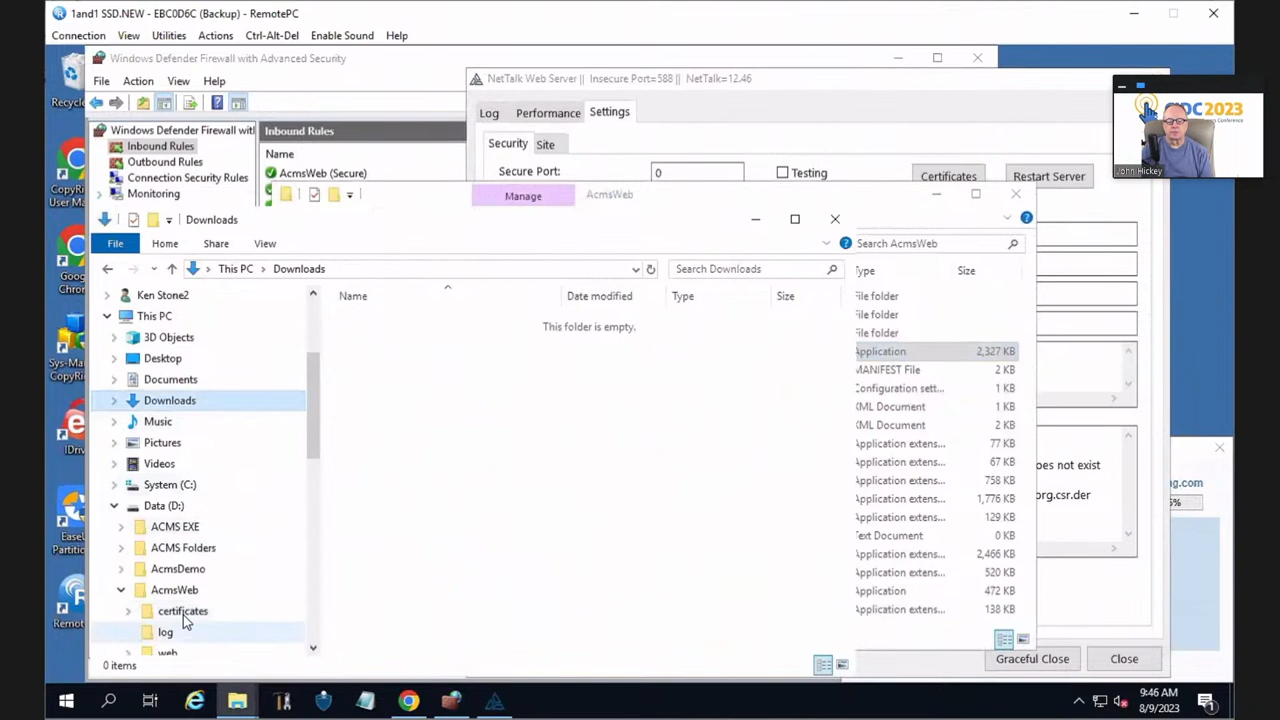 1and1 SSD.NEW - EBC0D6C (Backup) - RemotePC
Connection View Utilities Actions Ctrl-Alt-Del Enable Sound Help
Windows Defender Firewall with Advanced Security
File Action View Help
NetTalk Web Server || Insecure Port=588 || NetTalk=12.46
Log Performance Settings
Security Site
Secure Port: 0 Testing Certificates Restart Server
CIDC 2023
John Hickey
Windows Defender Firewall with
Inbound Rules
Outbound Rules
Connection Security Rules
Monitoring
Inbound Rules
Name
AcmsWeb (Secure)
Manage AcmsWeb
Downloads
File Home Share View
This PC Downloads
Search Downloads
Search AcmsWeb
Name Date modified Type Size
This folder is empty.
Ken Stone2
This PC
3D Objects
Desktop
Documents
Downloads
Music
Pictures
Videos
System (C:)
Data (D:)
ACMS EXE
ACMS Folders
AcmsDemo
AcmsWeb
certificates
log
web
0 items
Type Size
File folder
File folder
File folder
Application 2,327 KB
MANIFEST File 2 KB
Configuration sett... 1 KB
XML Document 1 KB
XML Document 2 KB
Application extens... 77 KB
Application extens... 67 KB
Application extens... 758 KB
Application extens... 1,776 KB
Application extens... 129 KB
Text Document 0 KB
Application extens... 2,466 KB
Application extens... 520 KB
Application 472 KB
Application extens... 138 KB
not exist
org.csr.der
Graceful Close Close
9:46 AM
8/9/2023